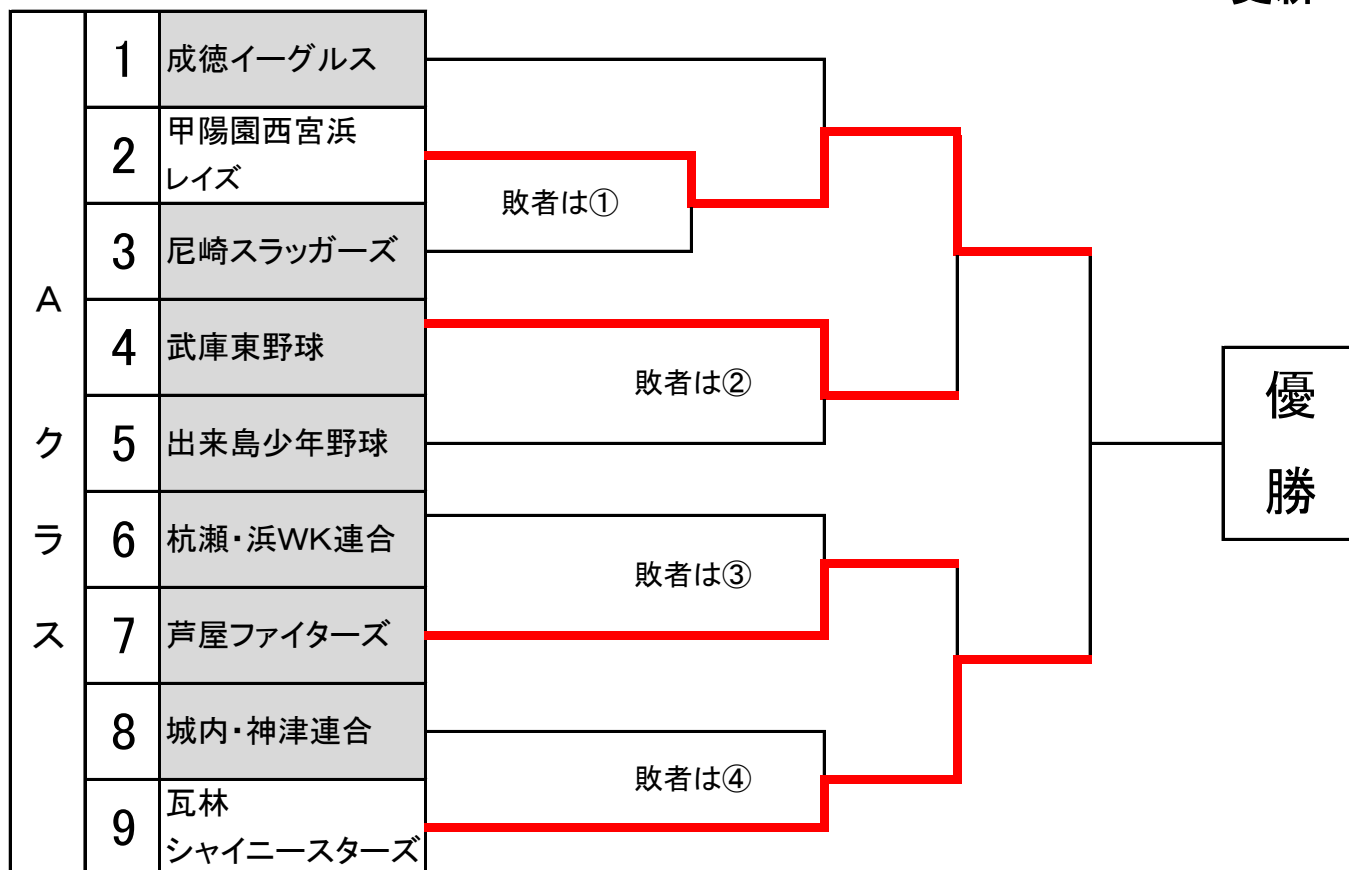 A
ク
ラ
ス
1 成徳イーグルス
2 甲陽園西宮浜
レイズ
3 尼崎スラッガーズ
4 武庫東野球
5 出来島少年野球
6 杭瀬・浜WK連合
7 芦屋ファイターズ
8 城内・神津連合
9 瓦林
シャイニースターズ
敗者は①
敗者は②
敗者は③
敗者は④
優
勝